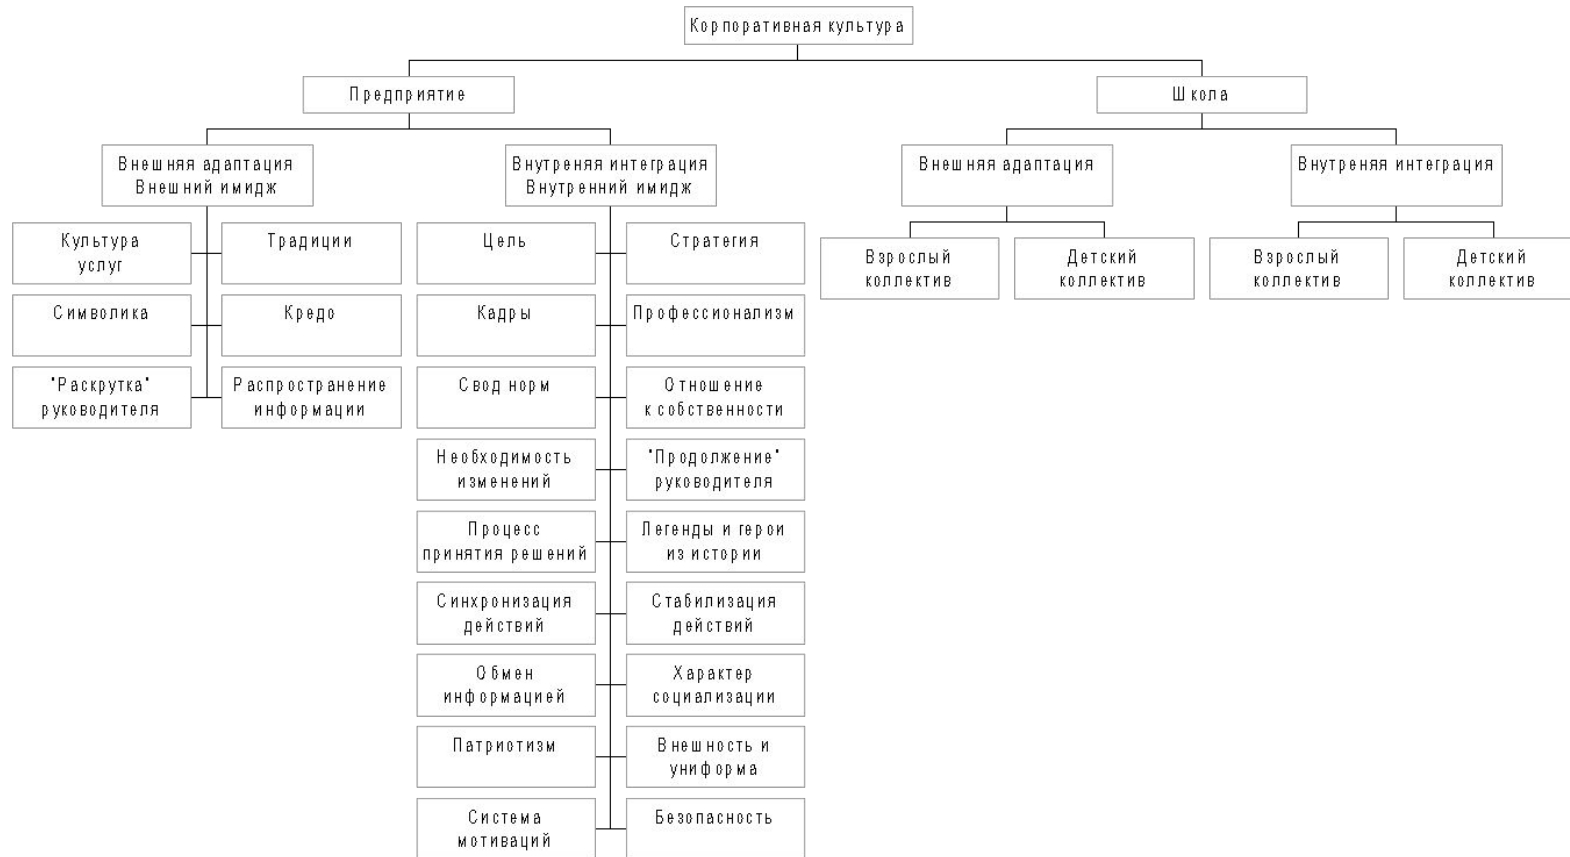 Корпоративная культура
Предприятие
Школа
Внешняя адаптация
Внешний имидж
Внутреняя интеграция
Внутренний имидж
Внешняя адаптация
Внутреняя интеграция
Культура
услуг
Традиции
Цель
Стратегия
Взрослый
коллектив
Детский
коллектив
Взрослый
коллектив
Детский
коллектив
Символика
Кредо
Кадры
Профессионализм
"Раскрутка"
руководителя
Распространение
информации
Свод норм
Отношение
к собственности
Необходимость
изменений
"Продолжение"
руководителя
Процесс
принятия решений
Легенды и герои
из истории
Синхронизация
действий
Стабилизация
действий
Обмен
информацией
Характер
социализации
Патриотизм
Внешность и
униформа
Система
мотиваций
Безопасность